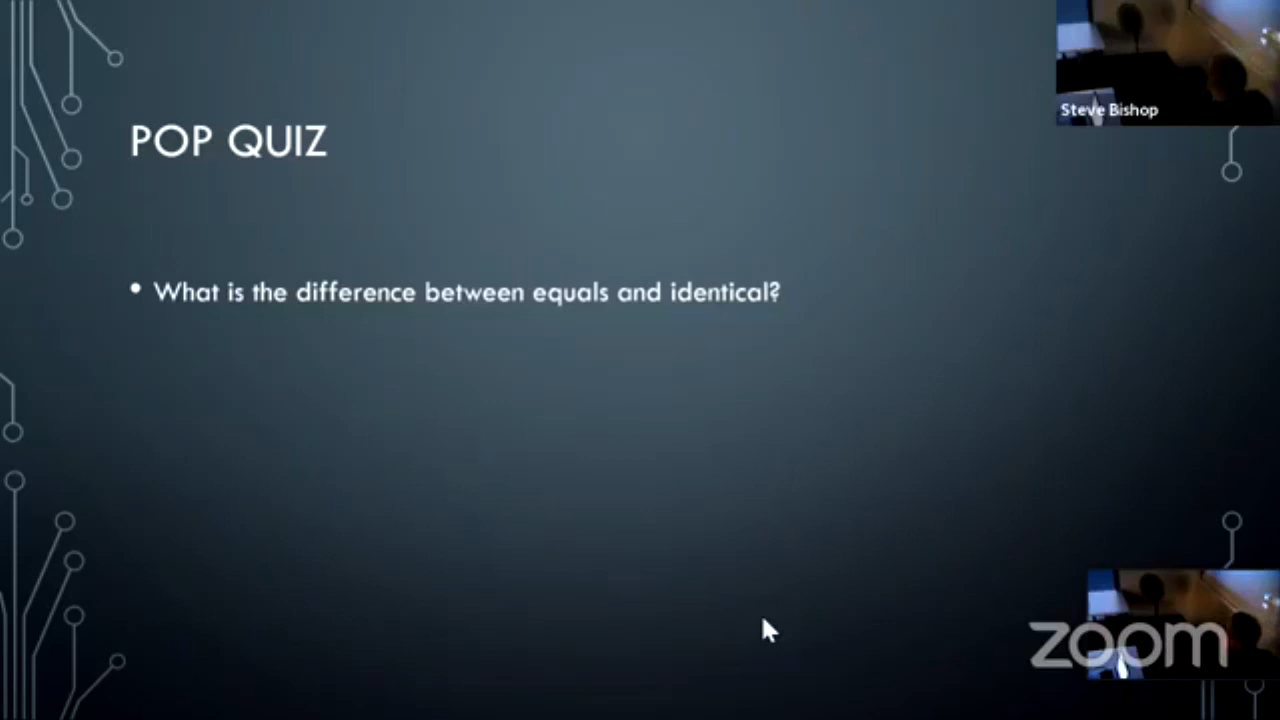 Steve Bishop
POP QUIZ
• What is the difference between equals and identical?
zoom